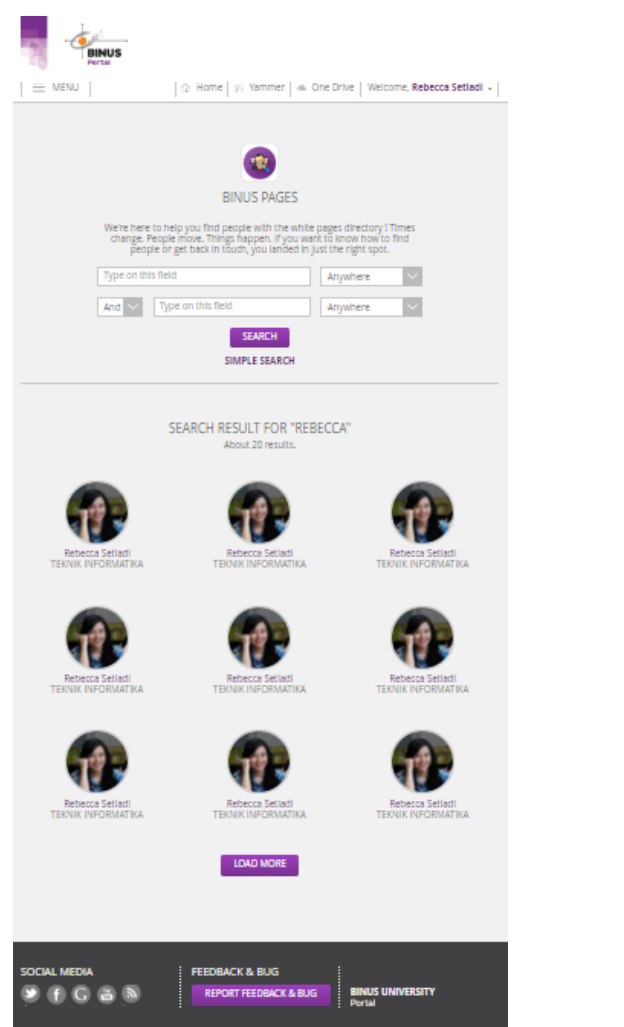 BINUS
Portal
MENU
Home
Yammer
One Drive
Welcome, Rebecca Setiadi
BINUS PAGES
We're here to help you find people with the white pages directory ! Times
change. People move. Things happen. If you want to know how to find
people or get back in touch, you landed in just the right spot.
Type on this field
Anywhere
And
Type on this field
Anywhere
SEARCH
SIMPLE SEARCH
SEARCH RESULT FOR "REBECCA"
About 20 results.
Rebecca Setiadi Rebecca Setiadi Rebecca Setiadi
TEKNIK INFORMATIKA TEKNIK INFORMATIKA TEKNIK INFORMATIKA
Rebecca Setiadi Rebecca Setiadi Rebecca Setiadi
TEKNIK INFORMATIKA TEKNIK INFORMATIKA TEKNIK INFORMATIKA
Rebecca Setiadi Rebecca Setiadi Rebecca Setiadi
TEKNIK INFORMATIKA TEKNIK INFORMATIKA TEKNIK INFORMATIKA
LOAD MORE
SOCIAL MEDIA
FEEDBACK & BUG
REPORT FEEDBACK & BUG
BINUS UNIVERSITY
Portal